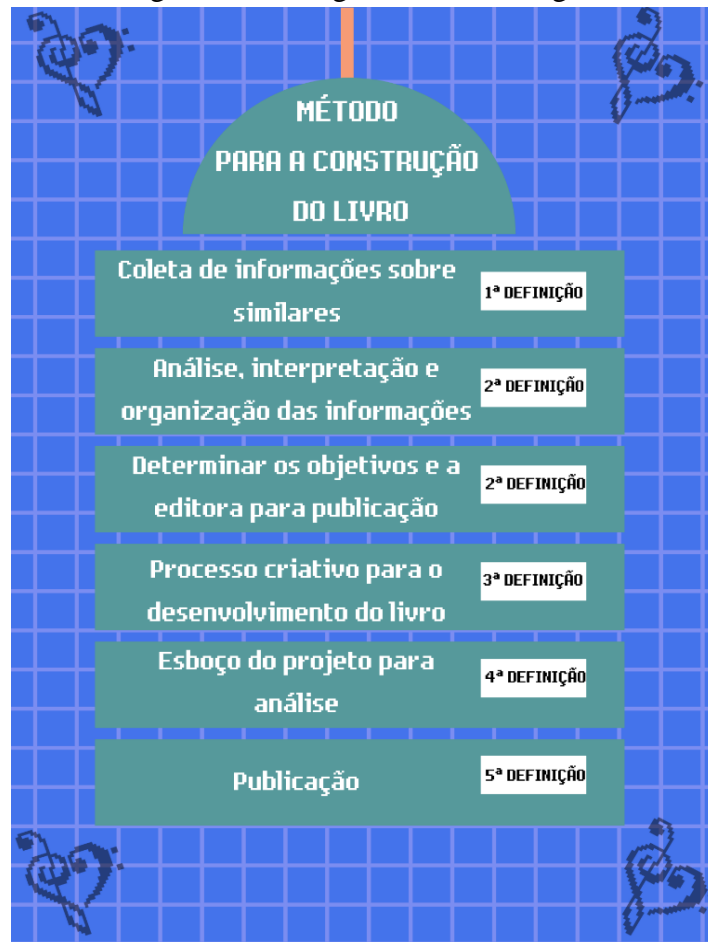 MÉTODO
PARA A CONSTRUÇÃO
DO LIVRO
Coleta de informações sobre
similares
1ª DEFINIÇÃO
Análise, interpretação e
organização das informações
2ª DEFINIÇÃO
Determinar os objetivos e a
editora para publicação
2ª DEFINIÇÃO
Processo criativo para o
desenvolvimento do livro
3ª DEFINIÇÃO
Esboço do projeto para
análise
4ª DEFINIÇÃO
Publicação
5ª DEFINIÇÃO